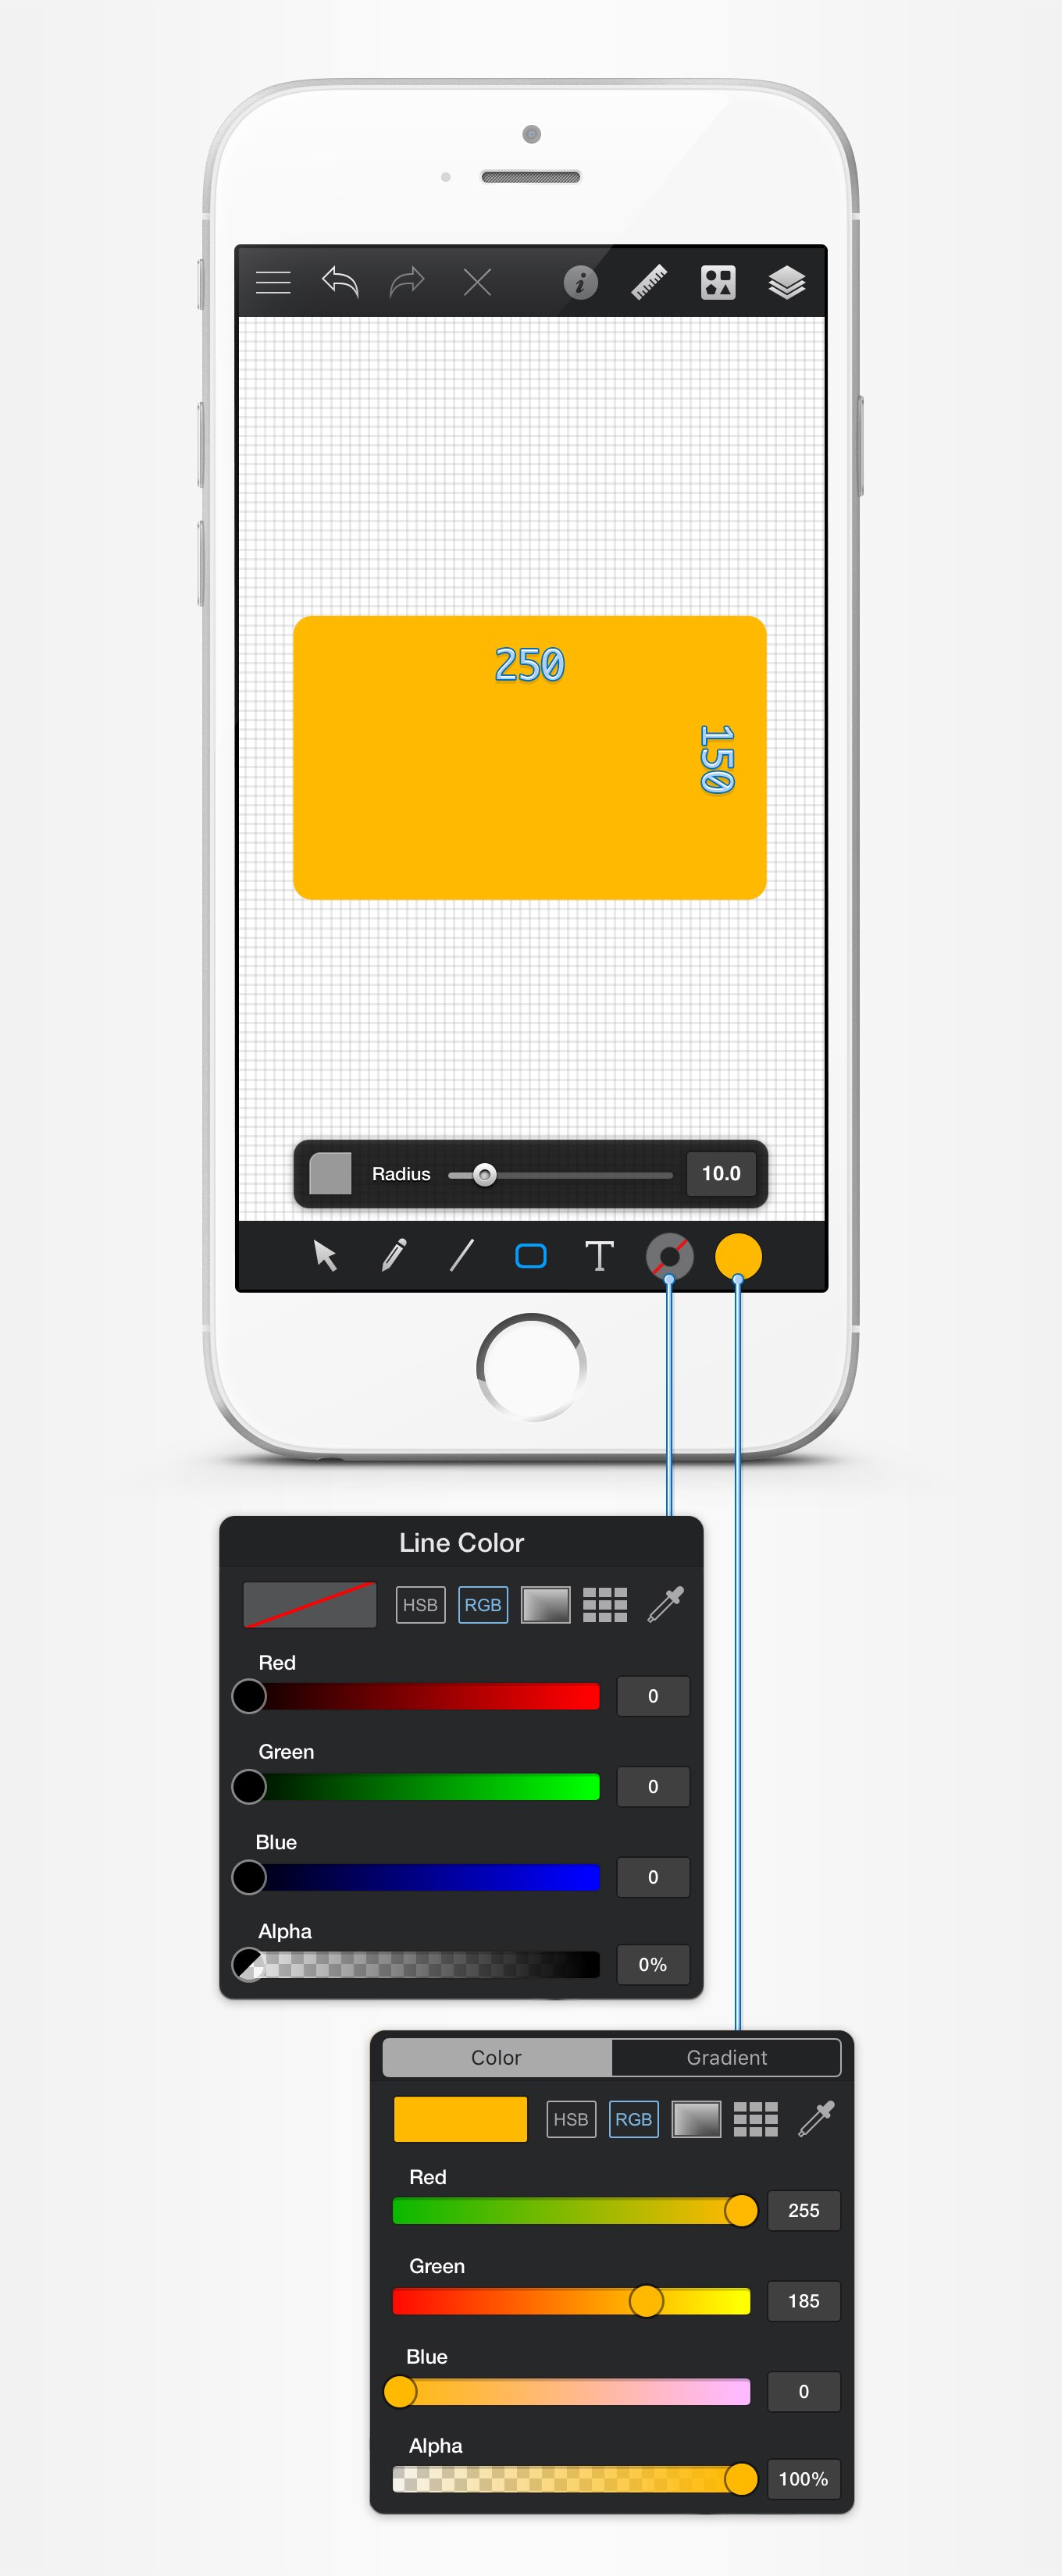 i
250
150
Radius 10.0
T
Line Color
HSB RGB
Red
0
Green
0
Blue
0
Alpha
0%
Color Gradient
HSB RGB
Red
255
Green
185
Blue
0
Alpha
100%